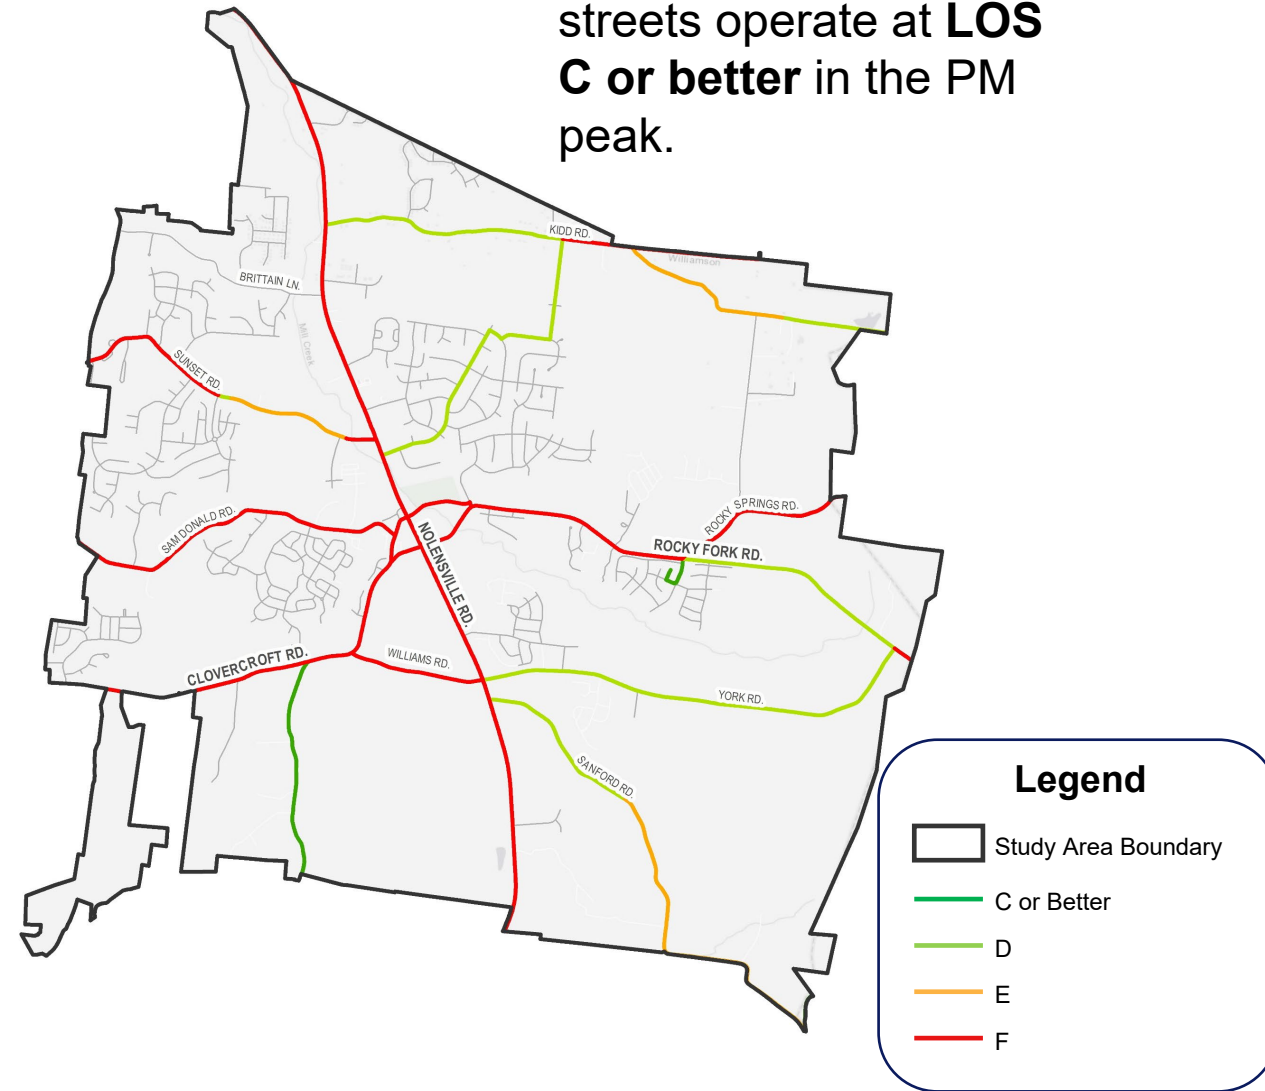 streets operate at LOS
C or better in the PM
peak.
KIDD RD.
Williamson
BRITTAIN LN.
Mill Creek
SUNSET RD.
SAM DONALD RD.
ROCKY SPRINGS RD.
NOLENSVILLE RD.
ROCKY FORK RD.
CLOVERCROFT RD.
WILLIAMS RD.
YORK RD.
SANFORD RD.
Legend
Study Area Boundary
C or Better
D
E
F